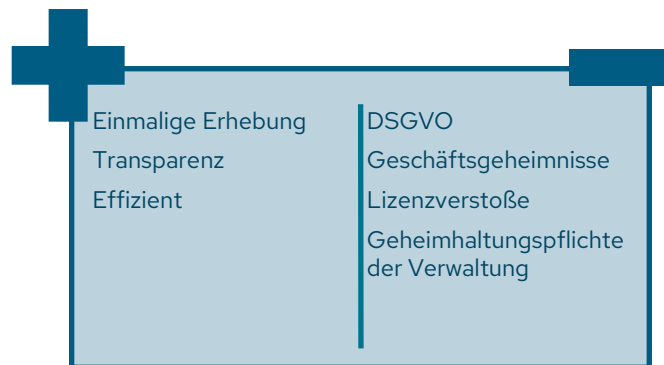 Einmalige Erhebung
Transparenz
Effizient
DSGVO
Geschäftsgeheimnisse
Lizenzverstoße
Geheimhaltungspflichte
der Verwaltung